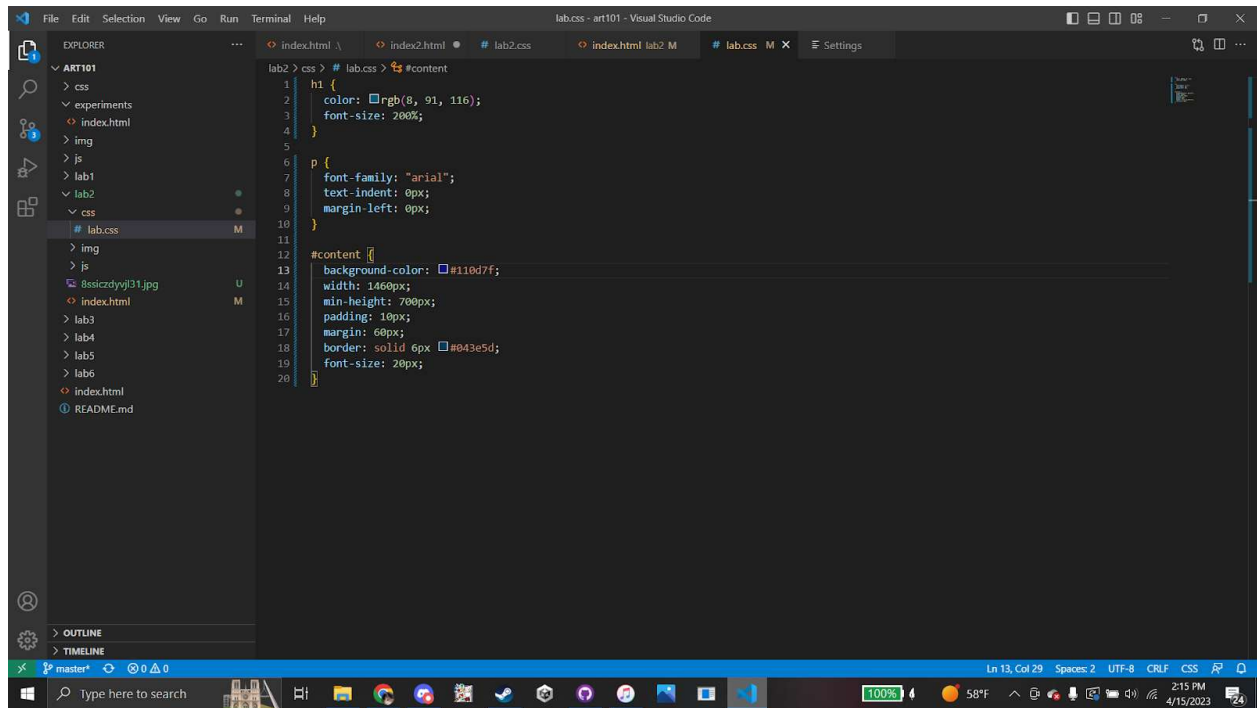 File Edit Selection View Go Run Terminal Help lab.css - art101 - Visual Studio Code
EXPLORER
index.html .\ index2.html # lab2.css index.html lab2 M # lab.css M Settings
ART101
css
experiments
index.html
img
js
lab1
lab2
css
# lab.css M
img
js
8ssiczdyvjl31.jpg U
index.html M
lab3
lab4
lab5
lab6
index.html
README.md
OUTLINE
TIMELINE
1
3
lab2 > css > # lab.css > #content
1 h1 {
2 color: rgb(8, 91, 116);
3 font-size: 200%;
4 }
5
6 p {
7 font-family: "arial";
8 text-indent: 0px;
9 margin-left: 0px;
10 }
11
12 #content {
13 background-color: #110d7f;
14 width: 1460px;
15 min-height: 700px;
16 padding: 10px;
17 margin: 60px;
18 border: solid 6px #043e5d;
19 font-size: 20px;
20 }
master* 0 0 Ln 13, Col 29 Spaces: 2 UTF-8 CRLF CSS
Type here to search 100% 58°F 2:15 PM
4/15/2023 24